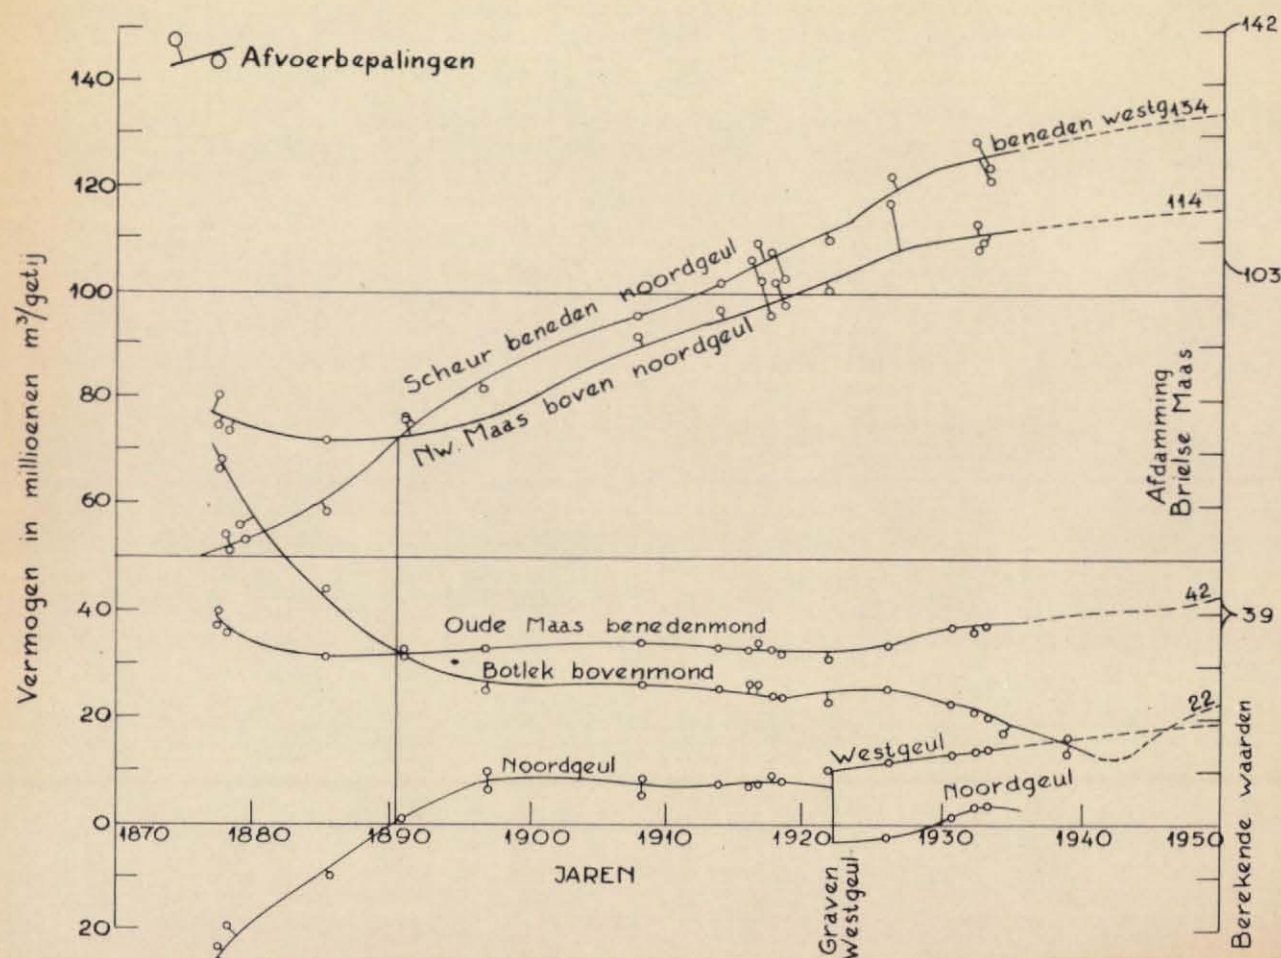 Afvoerbepalingen
142
140
120
100
80
60
40
20
0
20
Vermogen in millioenen m³/getij
beneden westg.
134
114
103
Scheur beneden noordgeul
Nw. Maas boven noordgeul
Afdamming
Brielse Maas
42
39
Oude Maas benedenmond
Botlek bovenmond
22
Westgeul
Noordgeul
Noordgeul
1870
1880
1890
1900
1910
1920
1930
1940
1950
JAREN
Graven
Westgeul
Berekende waarden